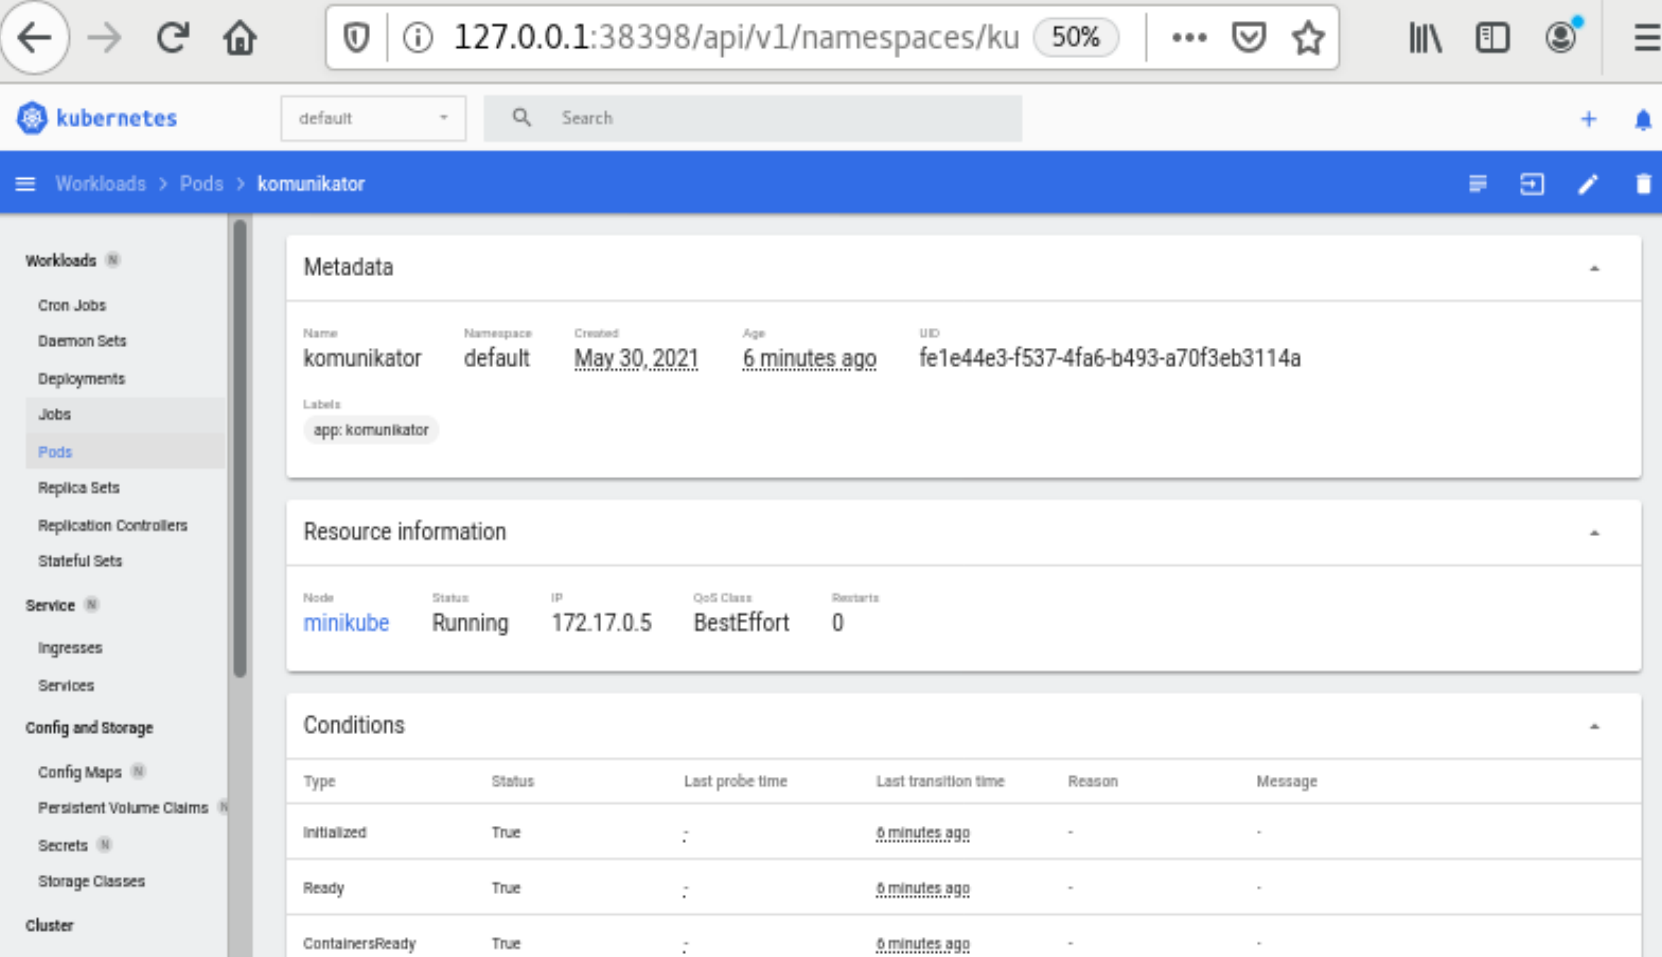 127.0.0.1:38398/api/v1/namespaces/ku 50%
kubernetes default Search
Workloads > Pods > komunikator
Workloads N
Cron Jobs
Daemon Sets
Deployments
Jobs
Pods
Replica Sets
Replication Controllers
Stateful Sets
Service N
Ingresses
Services
Config and Storage
Config Maps N
Persistent Volume Claims N
Secrets N
Storage Classes
Cluster
Metadata
Name Namespace Created Age UID
komunikator default May 30, 2021 6 minutes ago fe1e44e3-f537-4fa6-b493-a70f3eb3114a
Labels
app: komunikator
Resource information
Node Status IP QoS Class Restarts
minikube Running 172.17.0.5 BestEffort 0
Conditions
Type Status Last probe time Last transition time Reason Message
Initialized True - 6 minutes ago - -
Ready True - 6 minutes ago - -
ContainersReady True - 6 minutes ago - -